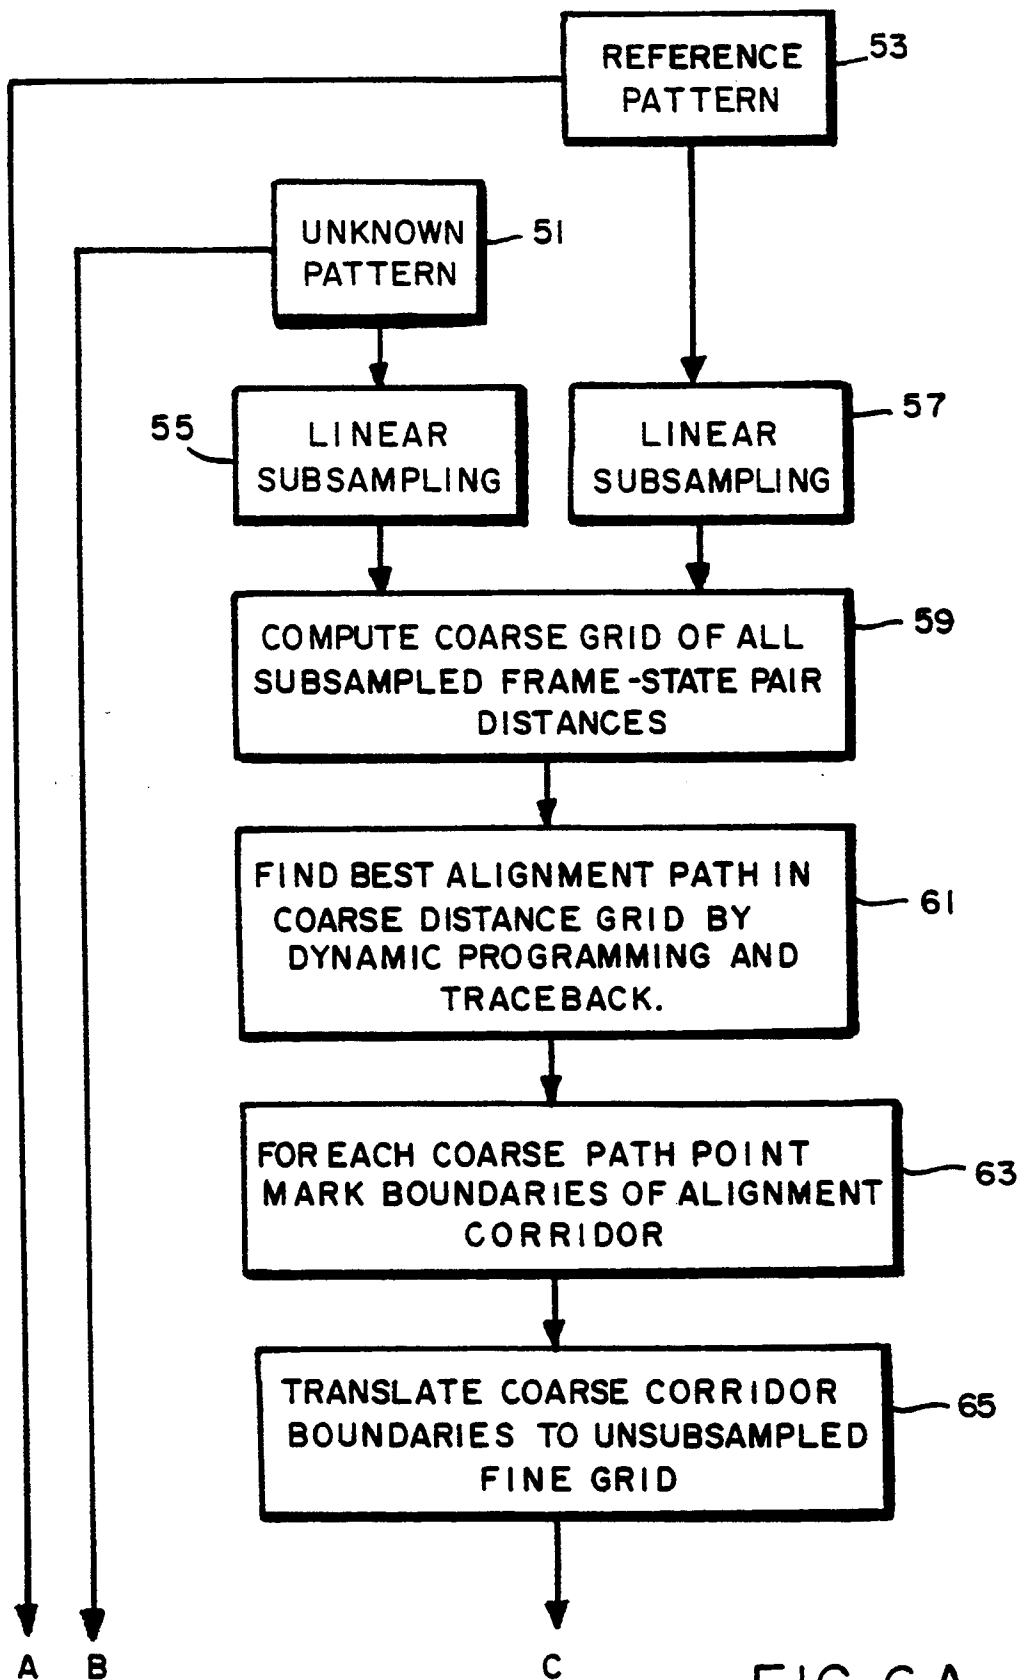 REFERENCE
PATTERN
53
UNKNOWN
PATTERN
51
55
LINEAR
SUBSAMPLING
LINEAR
SUBSAMPLING
57
COMPUTE COARSE GRID OF ALL
SUBSAMPLED FRAME-STATE PAIR
DISTANCES
59
FIND BEST ALIGNMENT PATH IN
COARSE DISTANCE GRID BY
DYNAMIC PROGRAMMING AND
TRACEBACK.
61
FOR EACH COARSE PATH POINT
MARK BOUNDARIES OF ALIGNMENT
CORRIDOR
63
TRANSLATE COARSE CORRIDOR
BOUNDARIES TO UNSUBSAMPLED
FINE GRID
65
A B C
FIG. 6A